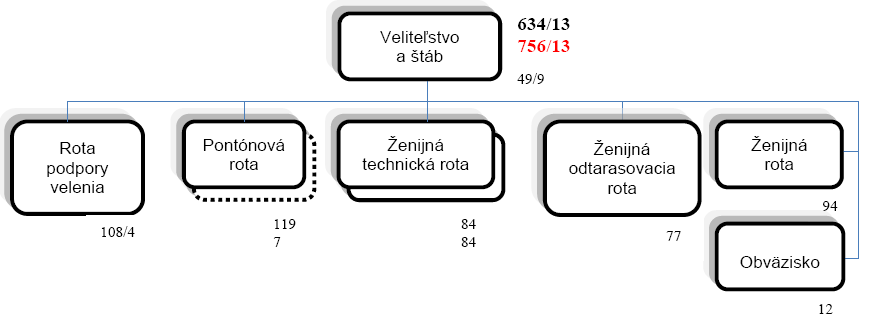 Veliteľstvo
a štáb
634/13
756/13
49/9
Rota
podpory
velenia
108/4
Pontónová
rota
119
7
Ženijná
technická rota
84
84
Ženijná
odtarasovacia
rota
77
Ženijná
rota
94
Obväzisko
12